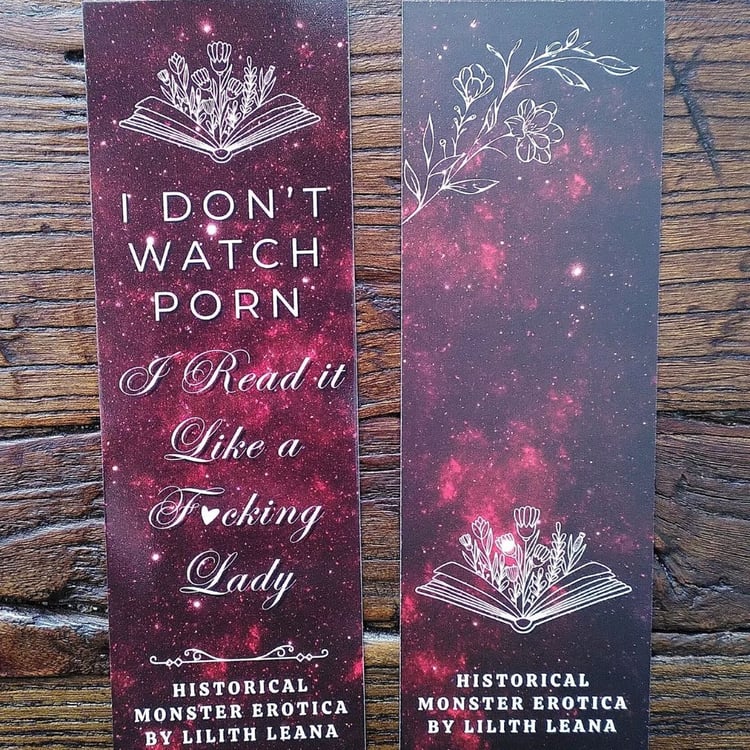 I DON'T
WATCH
PORN
I Read it
Like a
F♥cking
Lady
HISTORICAL
MONSTER EROTICA
BY LILITH LEANA
HISTORICAL
MONSTER EROTICA
BY LILITH LEANA